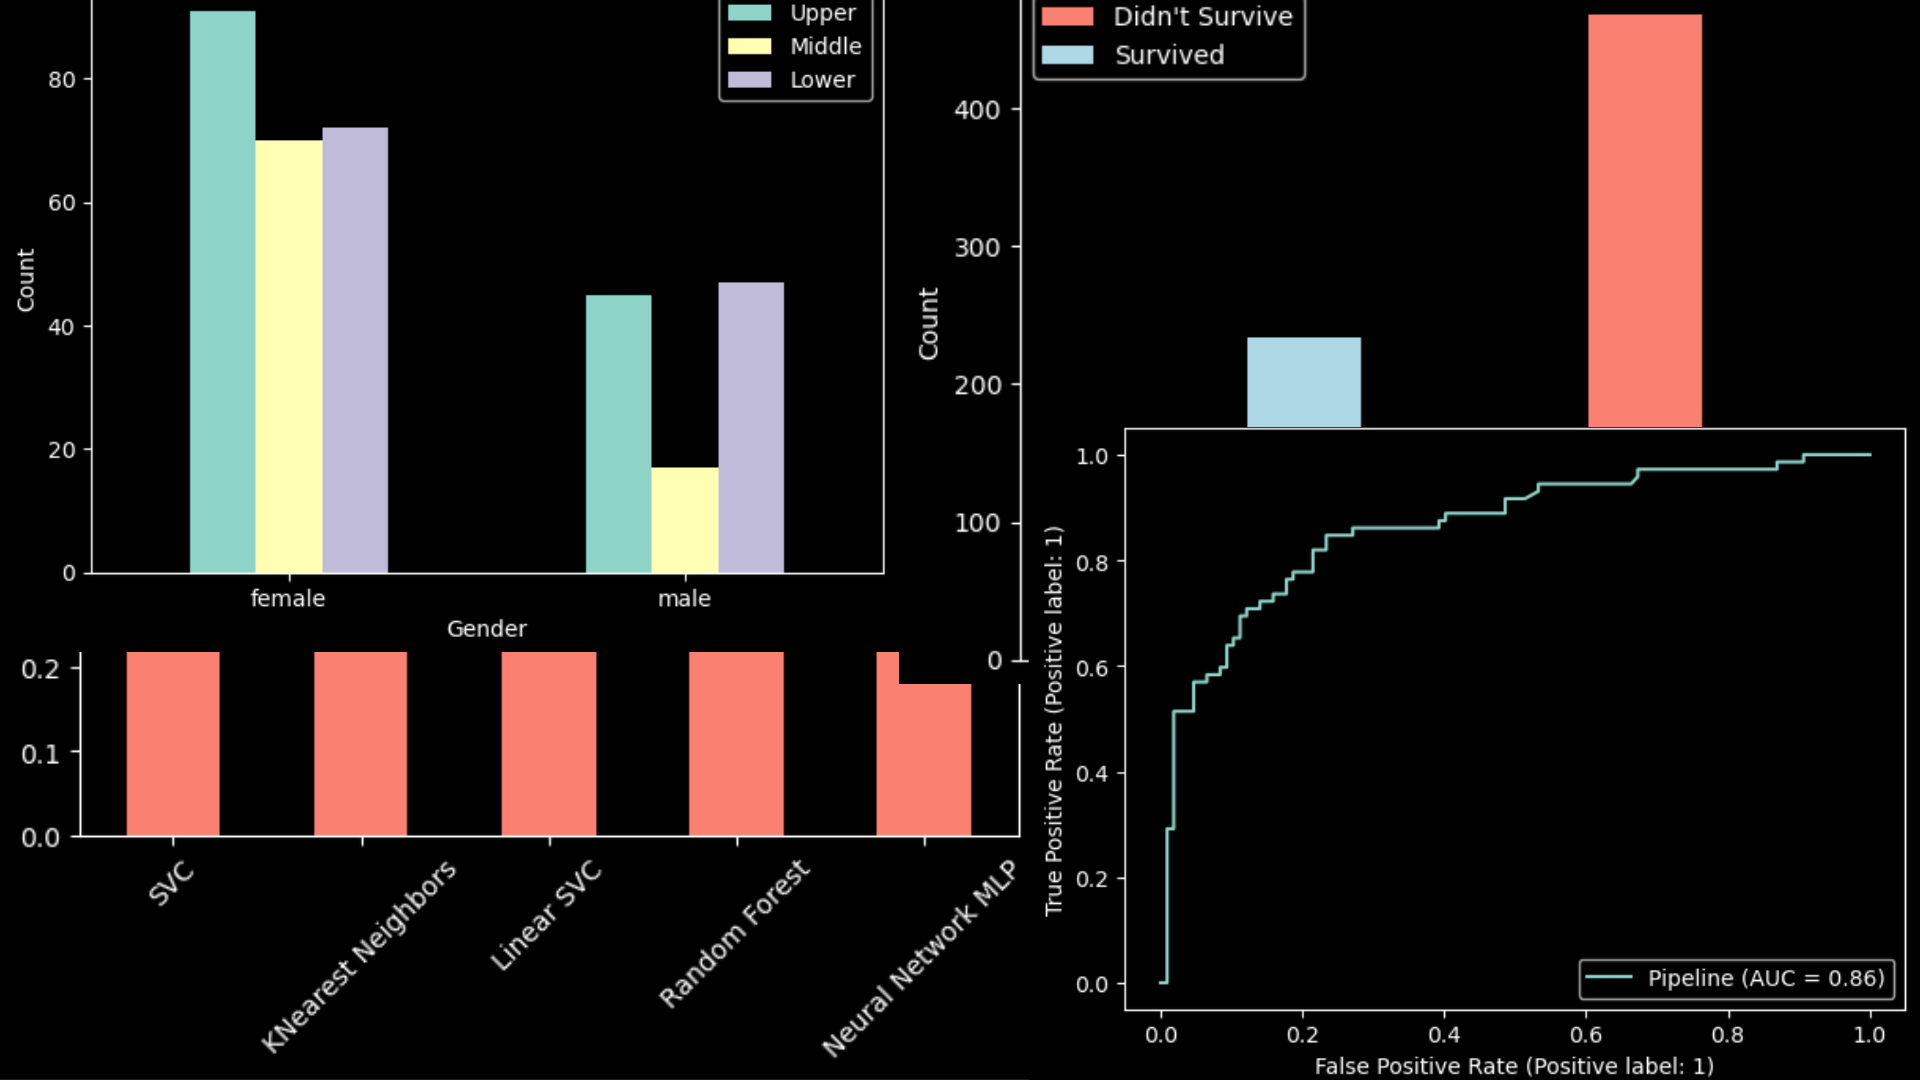 Upper
Middle
Lower
80
60
40
20
0
Count
female
male
Gender
Didn't Survive
Survived
400
300
200
100
0
Count
0.2
0.1
0.0
SVC
KNearest Neighbors
Linear SVC
Random Forest
Neural Network MLP
1.0
0.8
0.6
0.4
0.2
0.0
True Positive Rate (Positive label: 1)
Pipeline (AUC = 0.86)
0.0 0.2 0.4 0.6 0.8 1.0
False Positive Rate (Positive label: 1)